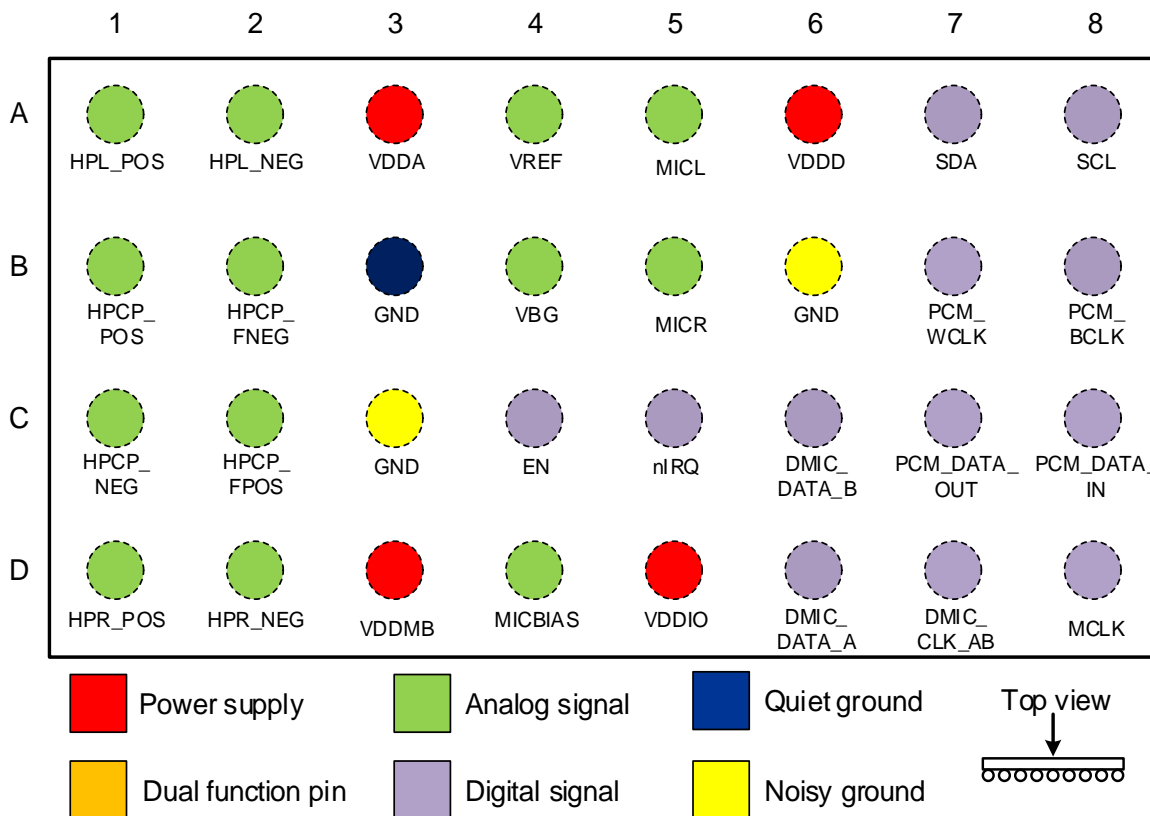 1 2 3 4 5 6 7 8
A
HPL_POS HPL_NEG VDDA VREF MICL VDDD SDA SCL
B
HPCP_ HPCP_ GND VBG MICR GND PCM_ PCM_
POS FNEG WCLK BCLK
C
HPCP_ HPCP_ GND EN nIRQ DMIC_ PCM_DATA_ PCM_DATA_
NEG FPOS DATA_B OUT IN
D
HPR_POS HPR_NEG VDDMB MICBIAS VDDIO DMIC_ DMIC_ MCLK
DATA_A CLK_AB
Power supply Analog signal Quiet ground Top view
Dual function pin Digital signal Noisy ground